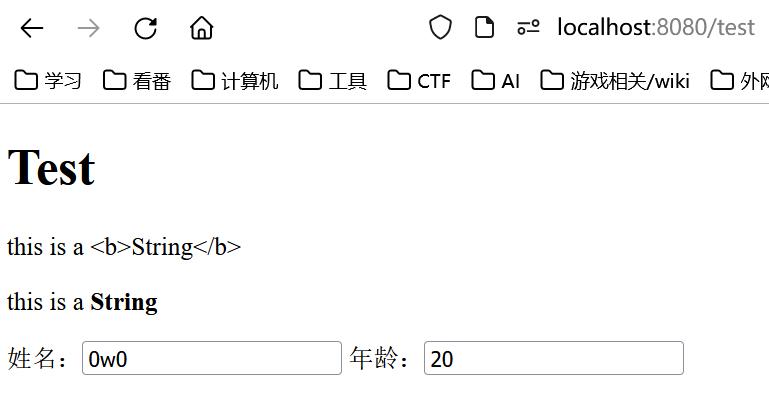 localhost:8080/test
学习 看番 计算机 工具 CTF AI 游戏相关/wiki 外网
Test
this is a <b>String</b>
this is a String
姓名：0w0 年龄：20